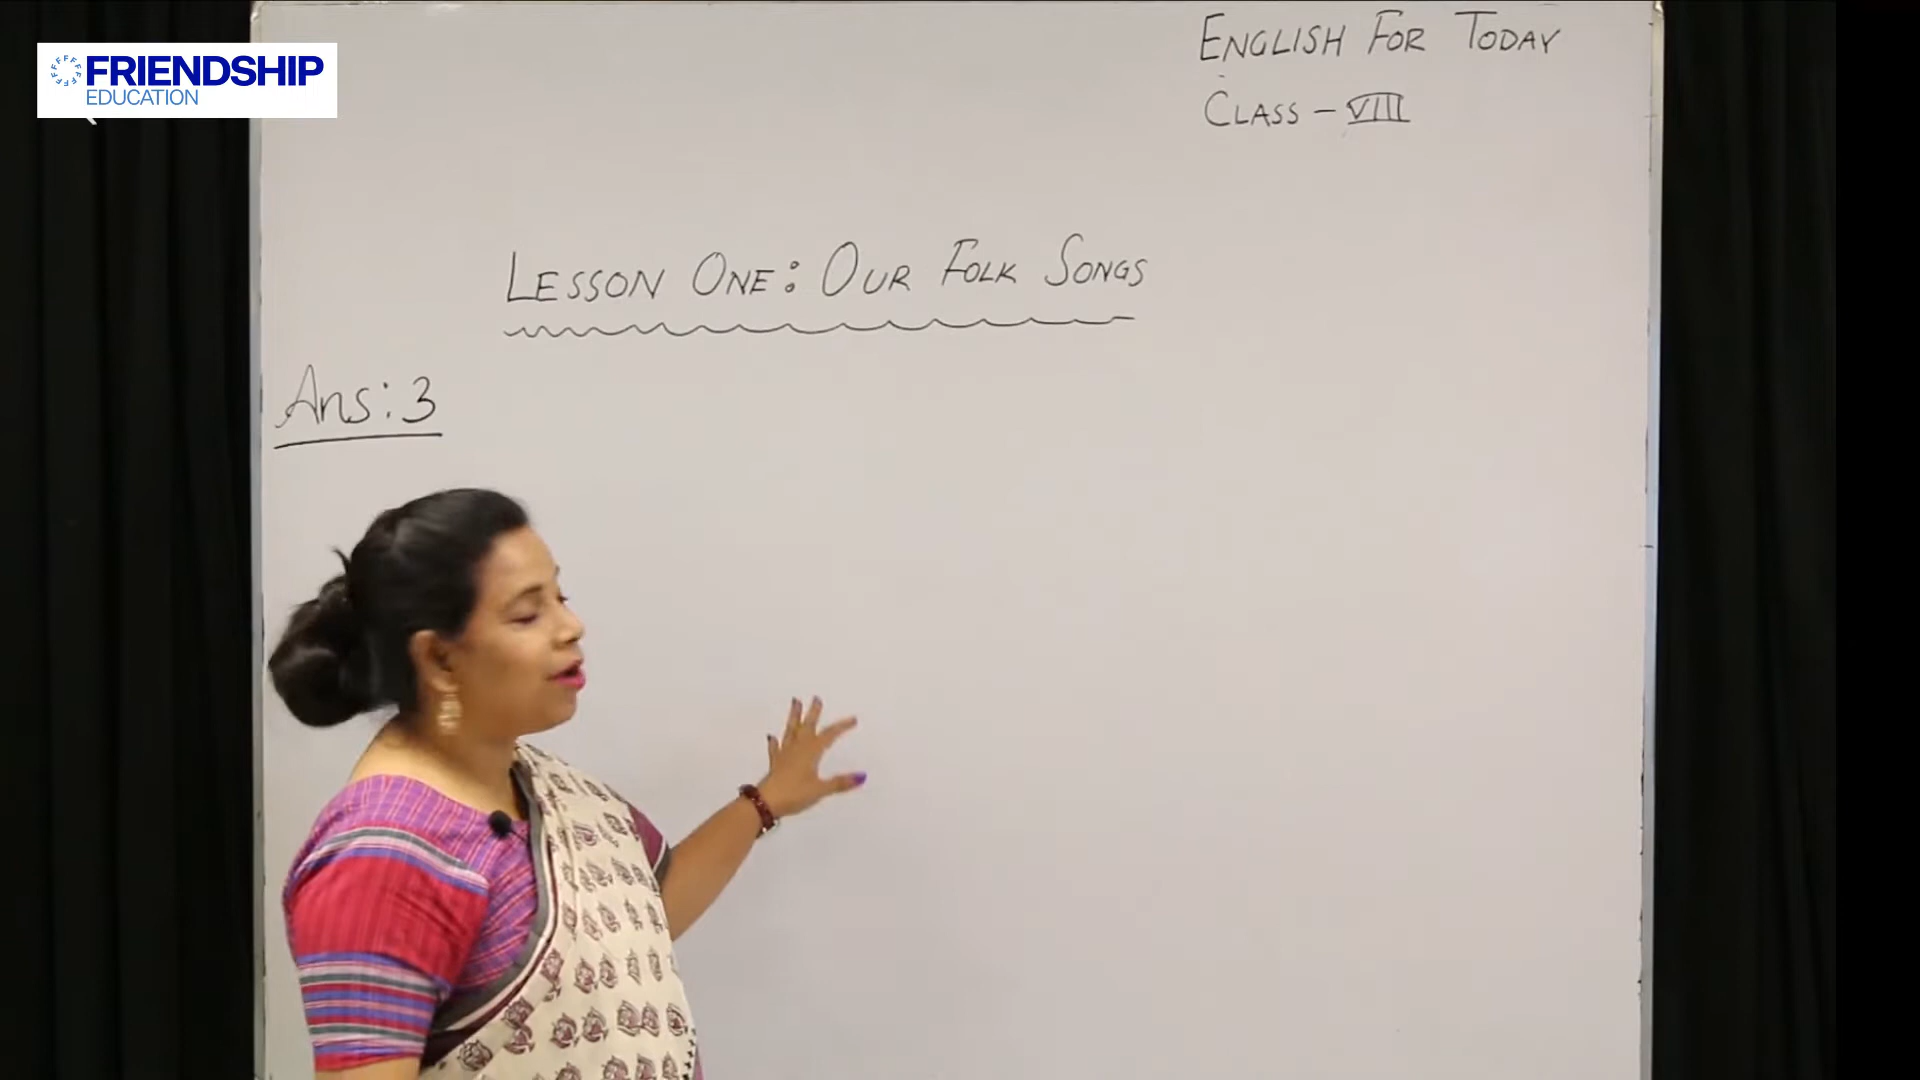 FRIENDSHIP
EDUCATION
ENGLISH FOR TODAY
CLASS - VIII
LESSON ONE: OUR FOLK SONGS
Ans: 3